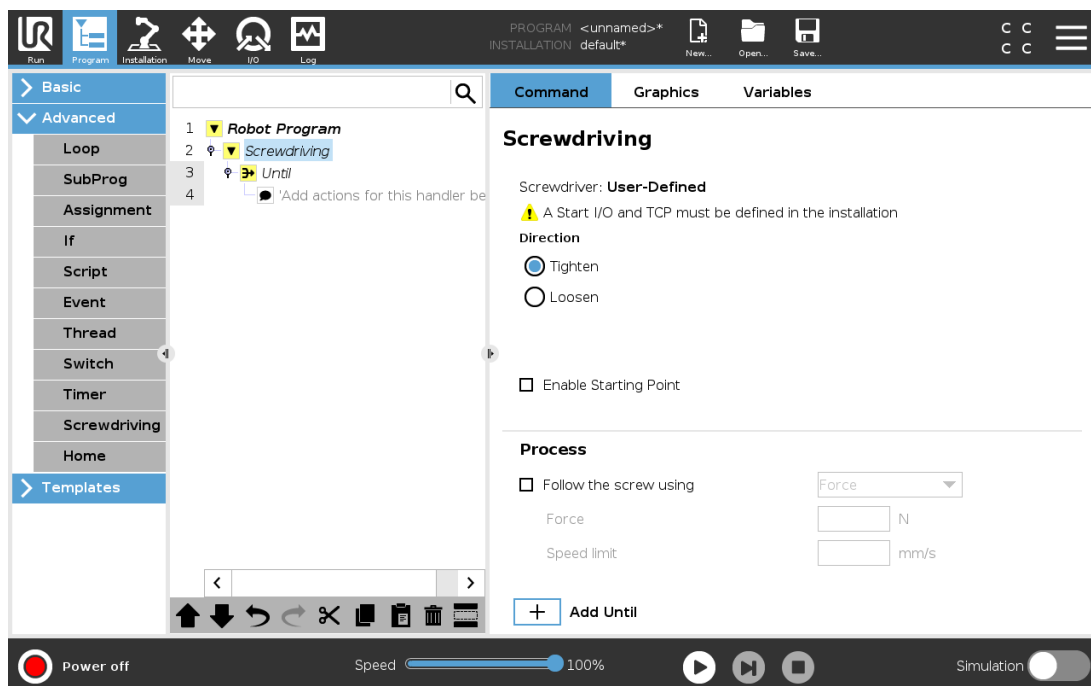 PROGRAM <unnamed>*
INSTALLATION default*
C C
C C
UR
Run
Program
Installation
Move
I/O
Log
New...
Open...
Save...
Basic
Advanced
Loop
SubProg
Assignment
If
Script
Event
Thread
Switch
Timer
Screwdriving
Home
Templates
1 Robot Program
2 Screwdriving
3 Until
4 'Add actions for this handler be
Command Graphics Variables
Screwdriving
Screwdriver: User-Defined
A Start I/O and TCP must be defined in the installation
Direction
Tighten
Loosen
Enable Starting Point
Process
Follow the screw using Force
Force N
Speed limit mm/s
+ Add Until
Power off
Speed 100%
Simulation